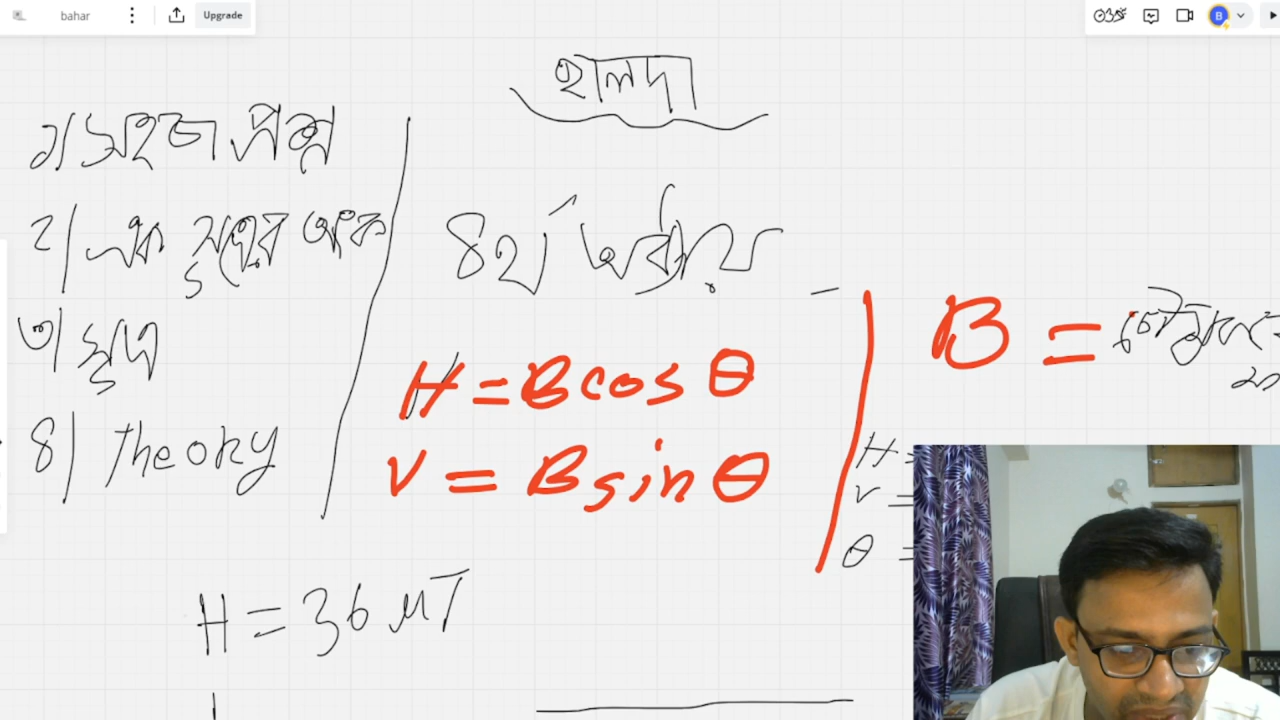 bahar
Upgrade
B
হালদা
১) সহজ প্রশ্ন
২) এক সূত্রের অংক
৩) সূত্র
৪) Theory
৪র্থ অধ্যায়
H = B cos θ
V = B sin θ
B =
H =
V =
θ =
H = 36 μT